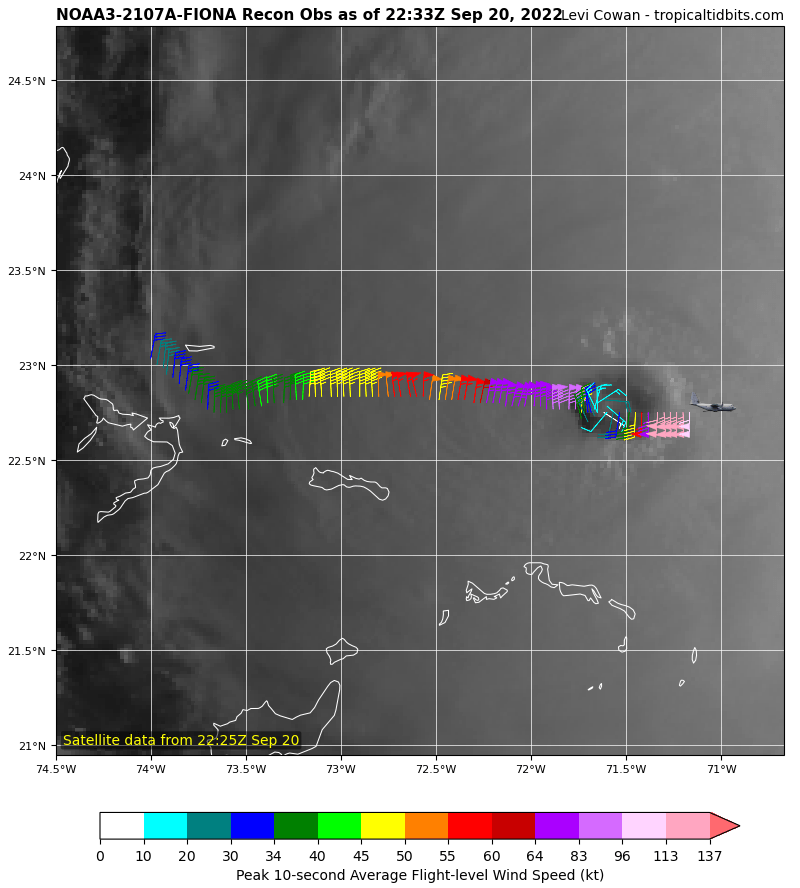 NOAA3-2107A-FIONA Recon Obs as of 22:33Z Sep 20, 2022 Levi Cowan - tropicaltidbits.com
24.5°N
24°N
23.5°N
23°N
22.5°N
22°N
21.5°N
21°N
Satellite data from 22:25Z Sep 20
74.5°W 74°W 73.5°W 73°W 72.5°W 72°W 71.5°W 71°W
0 10 20 30 34 40 45 50 55 60 64 83 96 113 137
Peak 10-second Average Flight-level Wind Speed (kt)